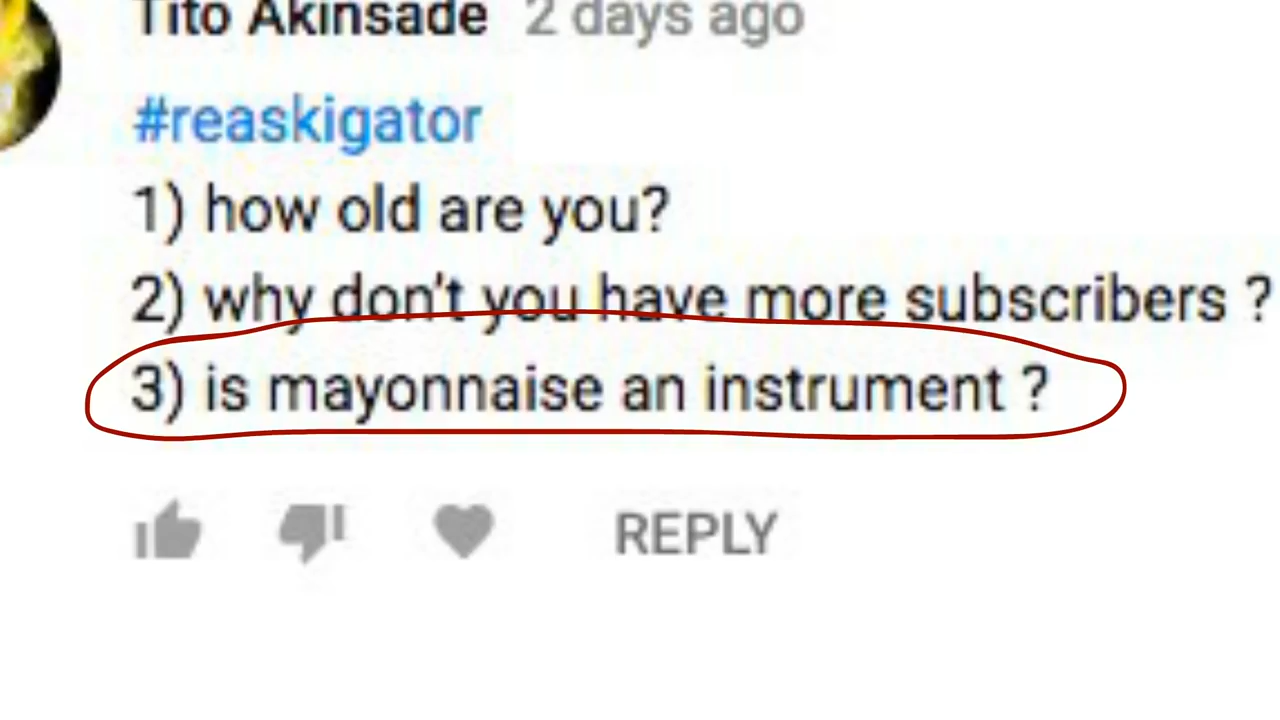 Tito Akinsade 2 days ago
#reaskigator
1) how old are you?
2) why don't you have more subscribers ?
3) is mayonnaise an instrument ?
REPLY